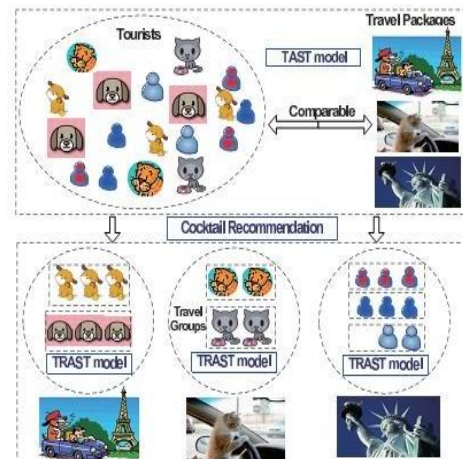 Tourists
Travel Packages
TAST model
Comparable
Cocktail Recommendation
Travel
Groups
TRAST model
TRAST model
TRAST model